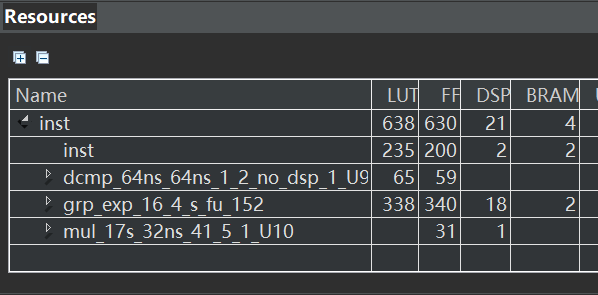 Resources
Name LUT FF DSP BRAM
inst 638 630 21 4
inst 235 200 2 2
dcmp_64ns_64ns_1_2_no_dsp_1_U9 65 59
grp_exp_16_4_s_fu_152 338 340 18 2
mul_17s_32ns_41_5_1_U10 31 1